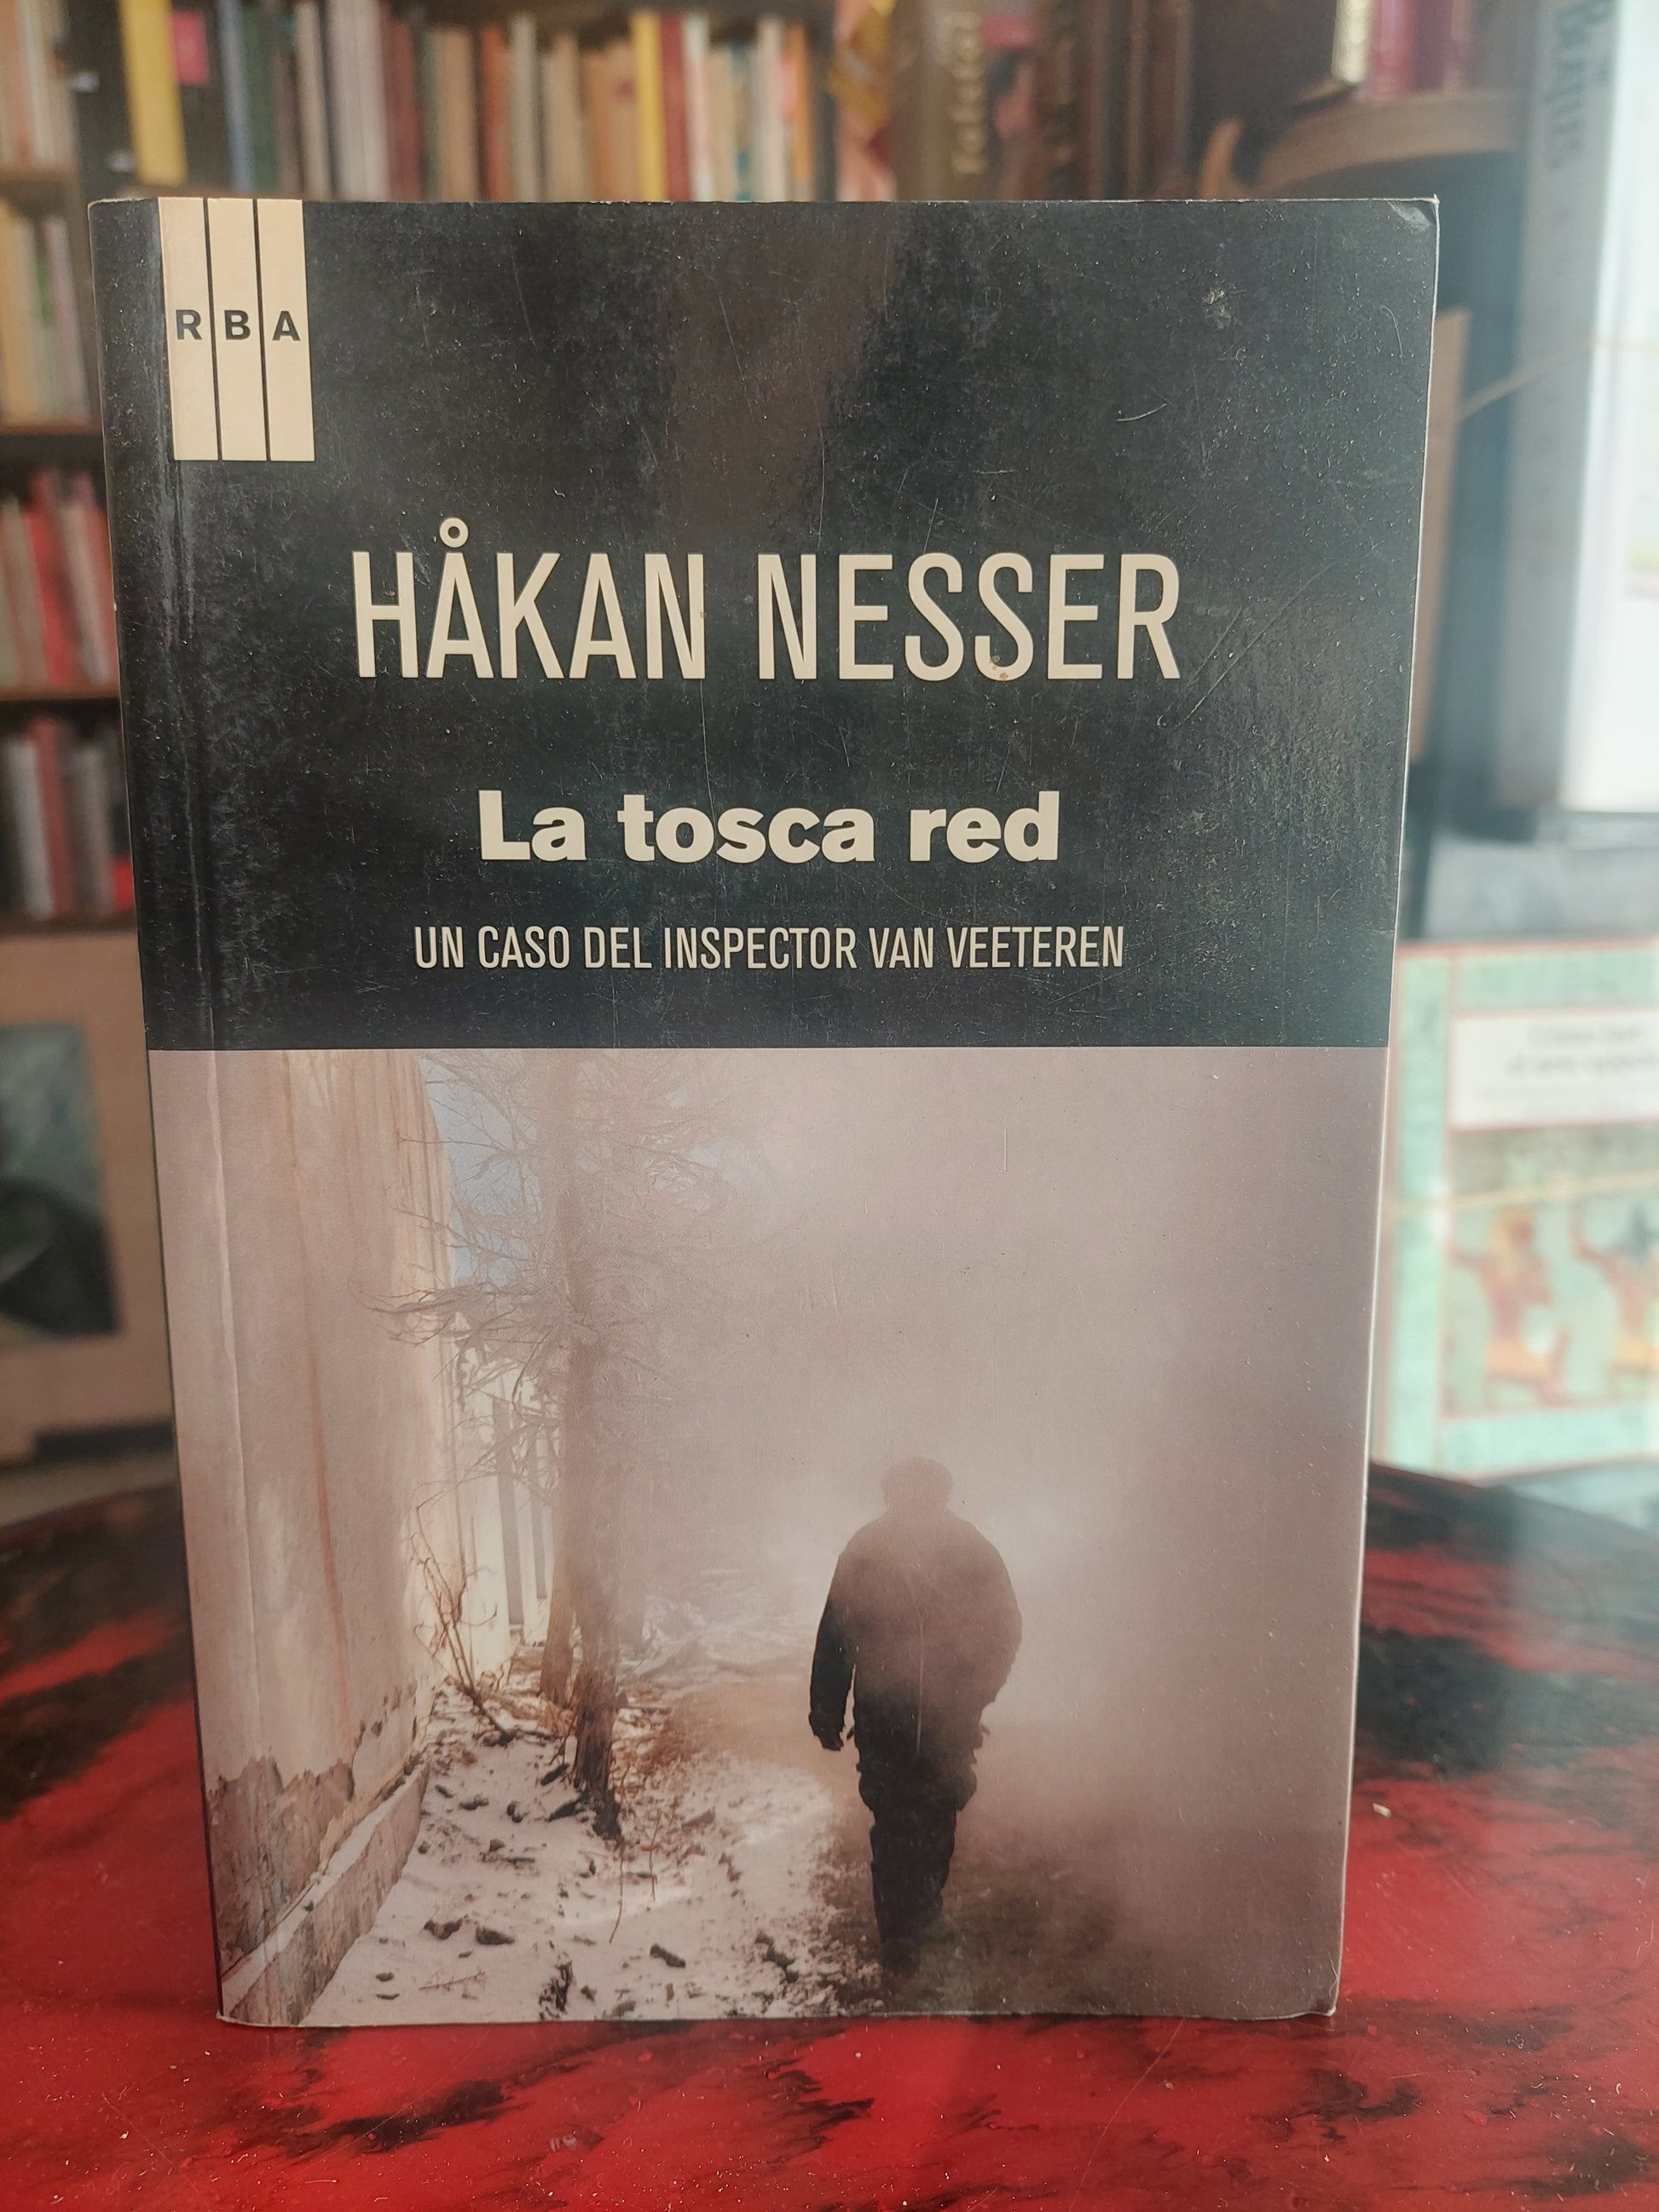 R B A
HÅKAN NESSER
La tosca red
UN CASO DEL INSPECTOR VAN VEETEREN